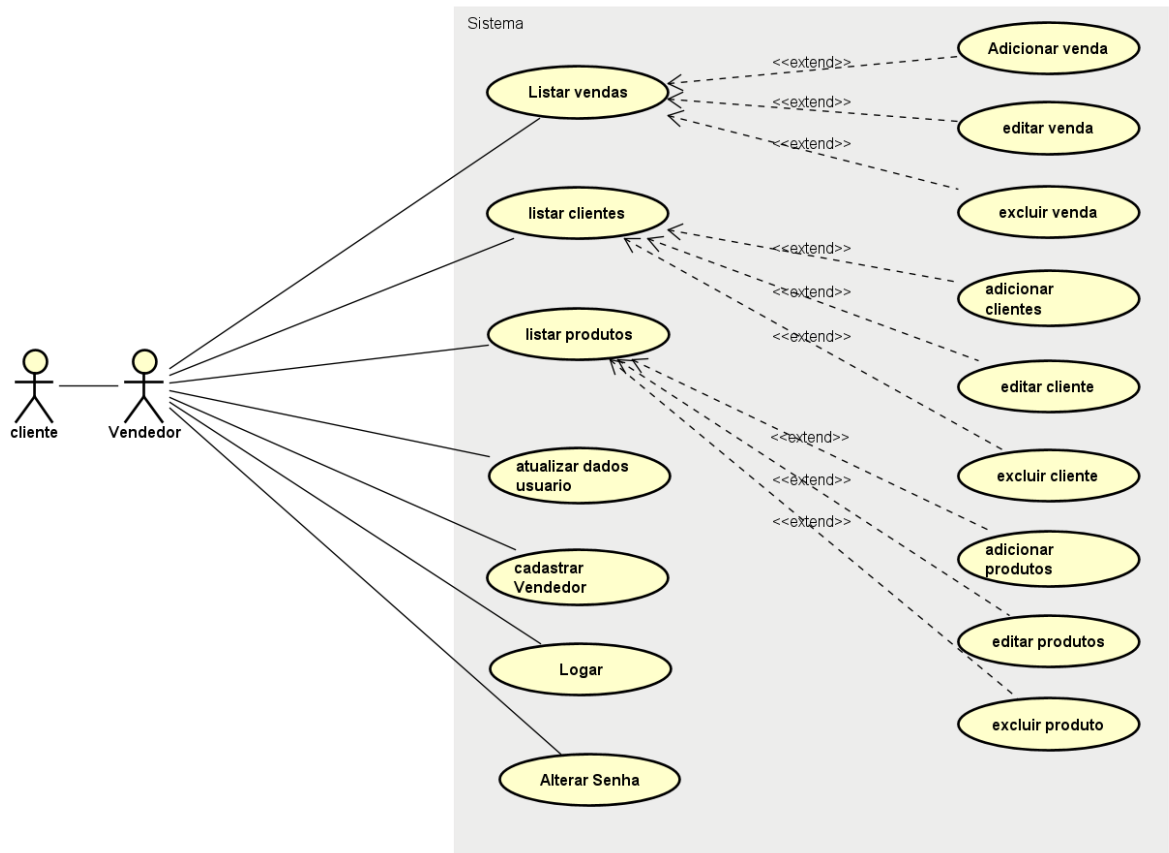 Sistema
Adicionar venda
<<extend>>
Listar vendas
<<extend>>
editar venda
<<extend>>
excluir venda
listar clientes
<<extend>>
adicionar
clientes
<<extend>>
listar produtos
<<extend>>
editar cliente
cliente
Vendedor
<<extend>>
atualizar dados
usuario
excluir cliente
<<extend>>
<<extend>>
adicionar
produtos
cadastrar
Vendedor
editar produtos
Logar
excluir produto
Alterar Senha